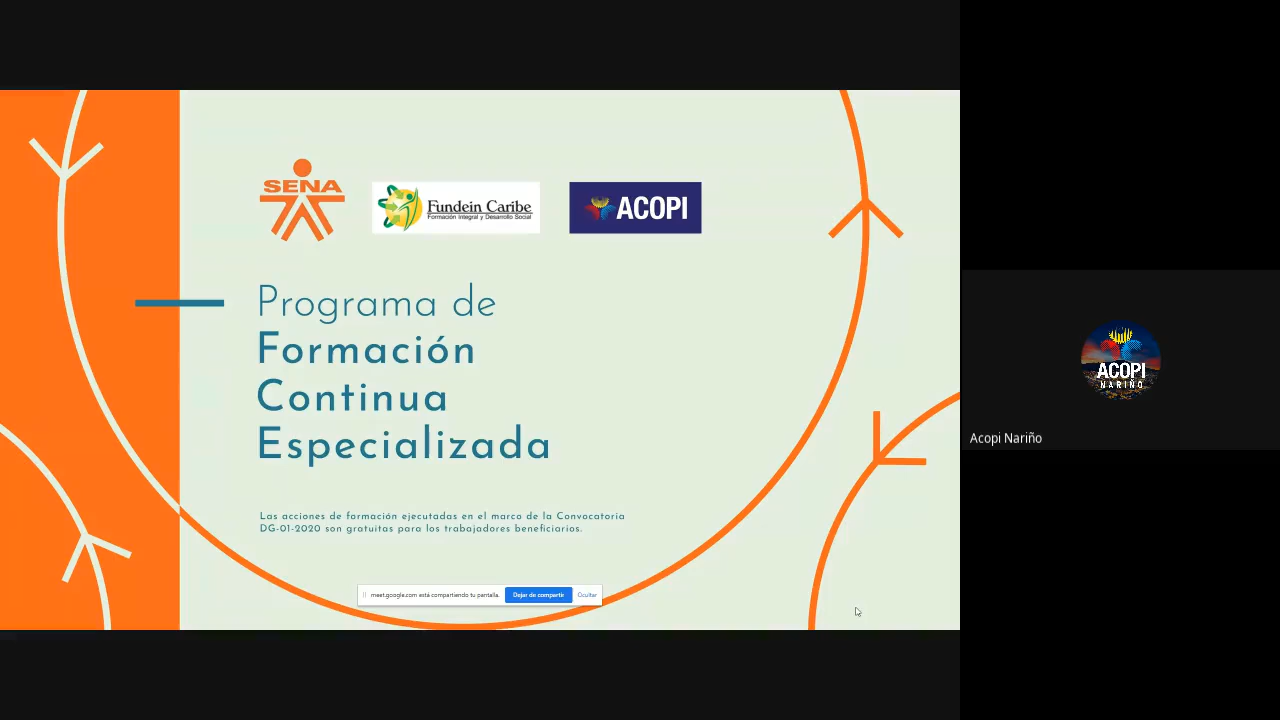 SENA
Fundein Caribe
Formación Integral y Desarrollo Social
ACOPI
Programa de
Formación
Continua
Especializada
Las acciones de formación ejecutadas en el marco de la Convocatoria
DG-01-2020 son gratuitas para los trabajadores beneficiarios.
meet.google.com está compartiendo tu pantalla.
Dejar de compartir
Ocultar
ACOPI
NARIÑO
Acopi Nariño